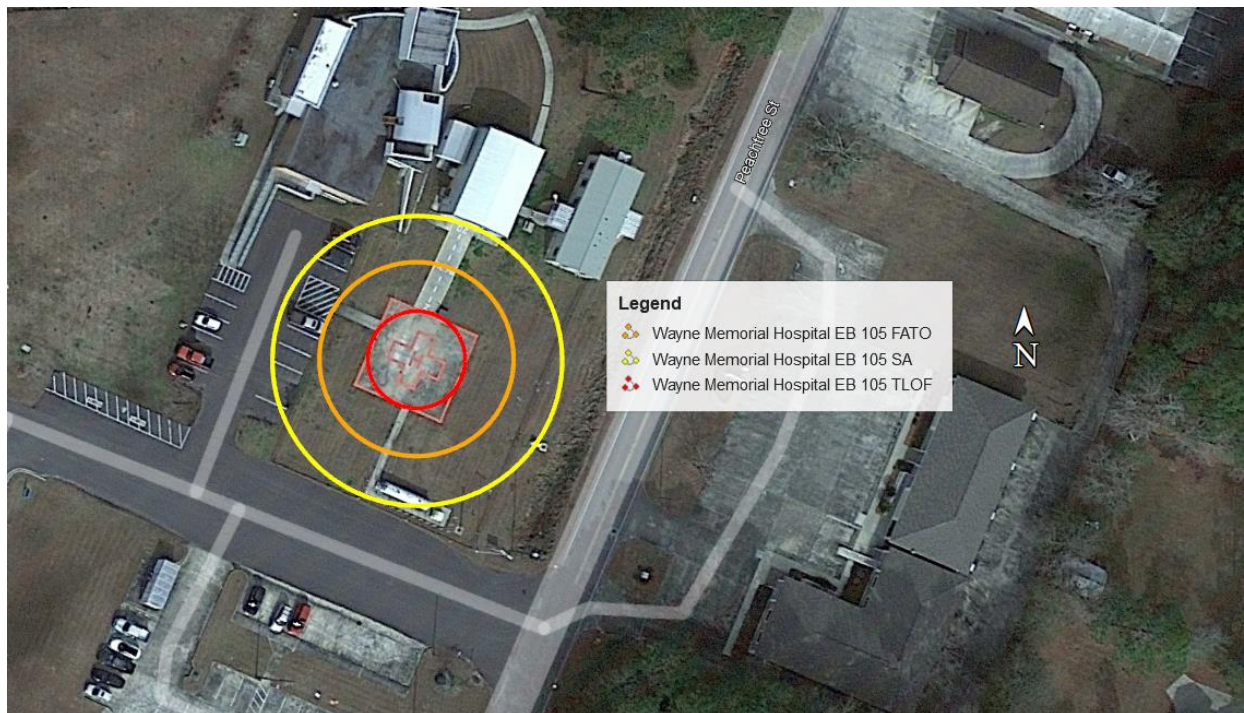 Peachtree St
Legend
Wayne Memorial Hospital EB 105 FATO
Wayne Memorial Hospital EB 105 SA
Wayne Memorial Hospital EB 105 TLOF
N